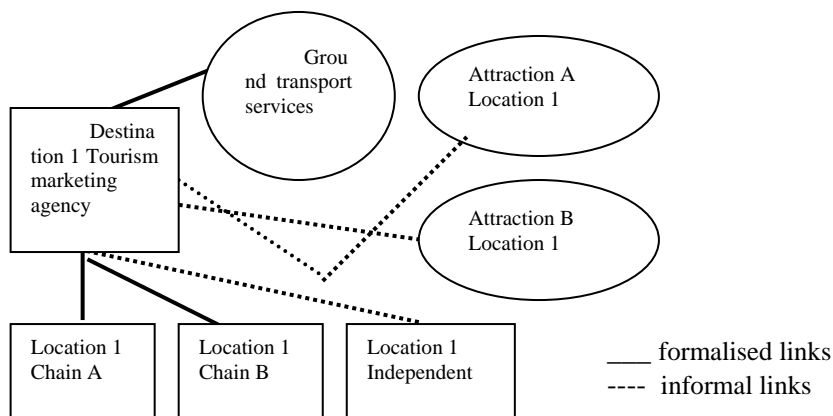 Grou
nd transport
services
Attraction A
Location 1
Destina
tion 1 Tourism
marketing
agency
Attraction B
Location 1
Location 1
Chain A
Location 1
Chain B
Location 1
Independent
___ formalised links
---- informal links